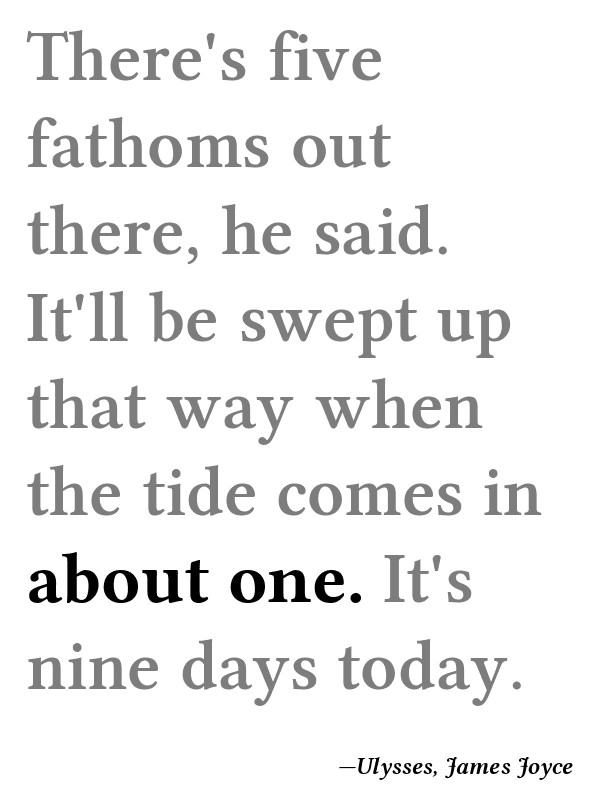 There's five
fathoms out
there, he said.
It'll be swept up
that way when
the tide comes in
about one. It's
nine days today.
—Ulysses, James Joyce